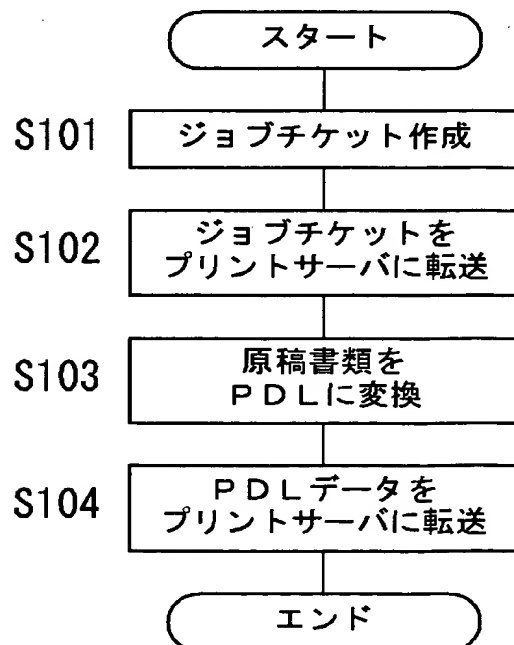 スタート
S101
ジョブチケット作成
S102
ジョブチケットを
プリントサーバに転送
S103
原稿書類を
PDLに変換
S104
PDLデータを
プリントサーバに転送
エンド